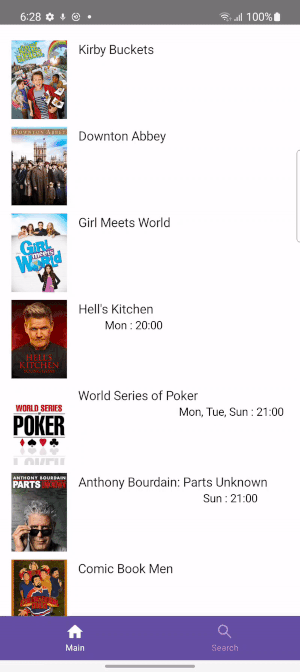 6:28 100%
Kirby Buckets
DOWNTON ABBEY
Downton Abbey
Girl Meets World
GiRL
meets
World
Hell's Kitchen
Mon : 20:00
HELL'S
KITCHEN
World Series of Poker
Mon, Tue, Sun : 21:00
WORLD SERIES
POKER
Anthony Bourdain: Parts Unknown
Sun : 21:00
ANTHONY BOURDAIN
PARTS
Comic Book Men
Main
Search